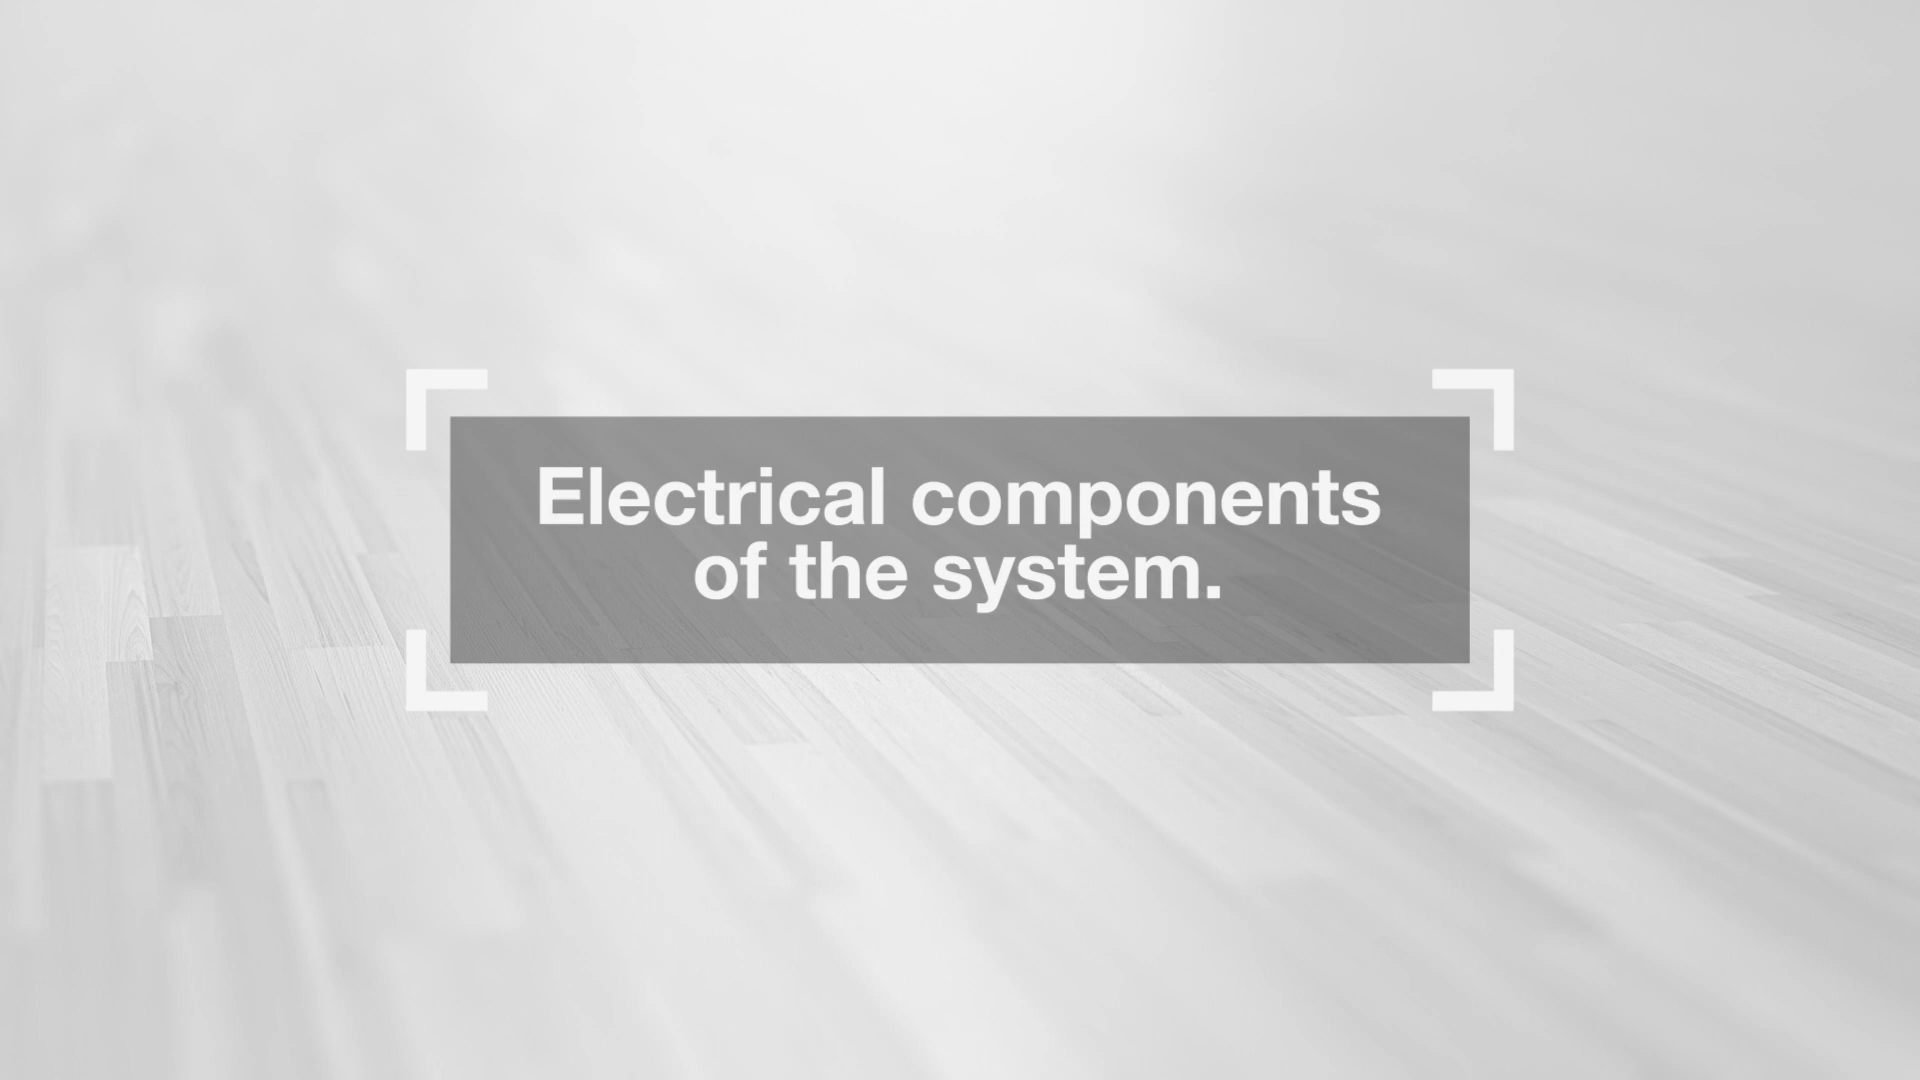 Electrical components
of the system.